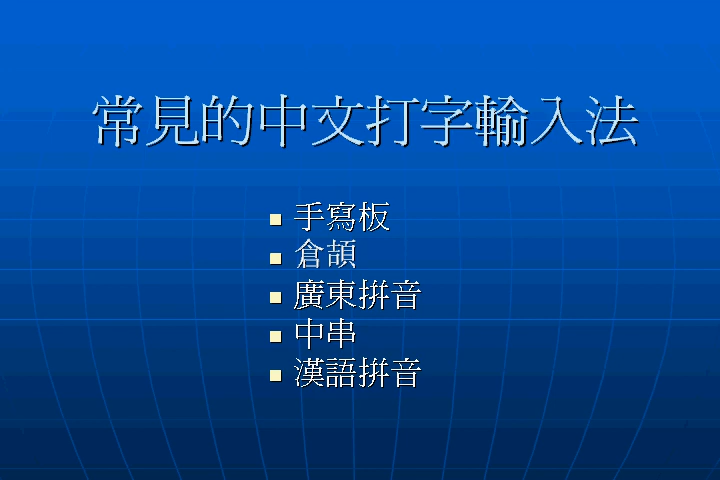 常見的中文打字輸入法
手寫板
倉頡
廣東拼音
中串
漢語拼音